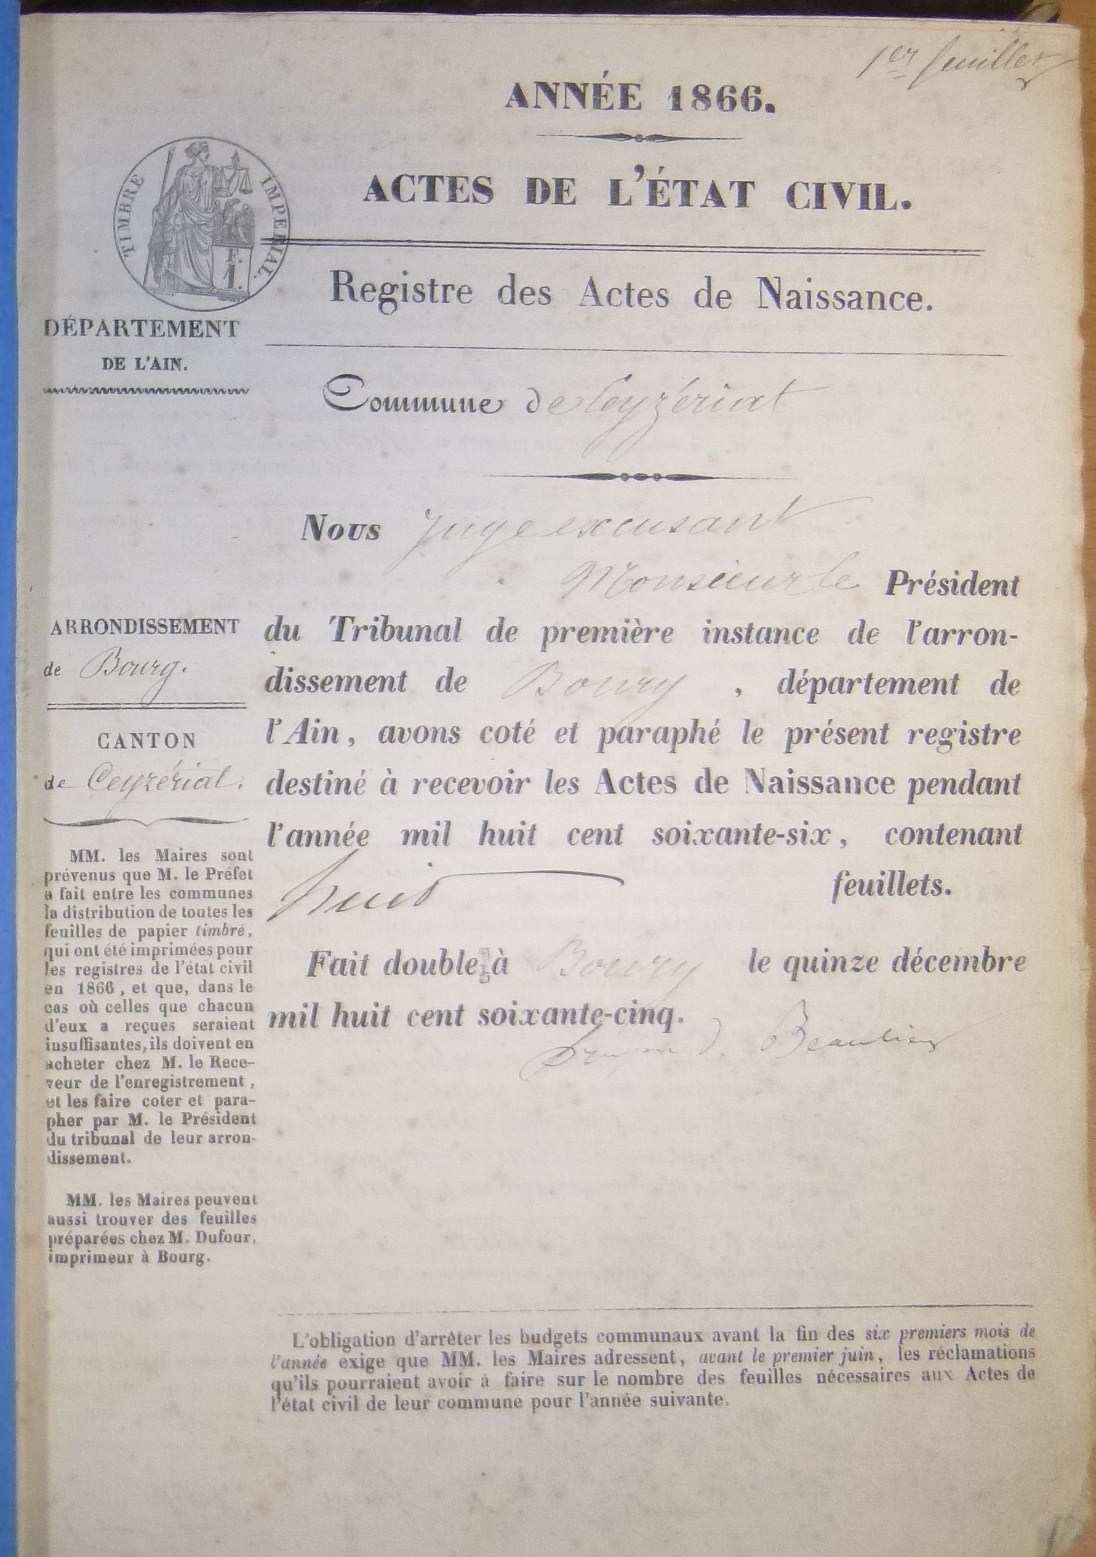 1er feuillet
ANNÉE 1866.
ACTES DE L'ÉTAT CIVIL.
TIMBRE IMPERIAL.
F.
1.
Registre des Actes de Naissance.
DÉPARTEMENT
DE L'AIN.
Commune de Ceyzériat
Nous Juge excusant
Monsieur le Président
du Tribunal de première instance de l'arron-
dissement de Bourg, département de
l'Ain, avons coté et paraphé le présent registre
destiné à recevoir les Actes de Naissance pendant
l'année mil huit cent soixante-six, contenant
huit feuillets.
Fait double à Bourg le quinze décembre
mil huit cent soixante-cinq.
Beaulieu
ARRONDISSEMENT
de Bourg.
CANTON
de Ceyzériat.
MM. les Maires sont
prévenus que M. le Préfet
a fait entre les communes
la distribution de toutes les
feuilles de papier timbré,
qui ont été imprimées pour
les registres de l'état civil
en 1866, et que, dans le
cas où celles que chacun
d'eux a reçues seraient
insuffisantes, ils doivent en
acheter chez M. le Rece-
veur de l'enregistrement,
et les faire coter et para-
pher par M. le Président
du tribunal de leur arron-
dissement.
MM. les Maires peuvent
aussi trouver des feuilles
préparées chez M. Dufour,
imprimeur à Bourg.
L'obligation d'arrêter les budgets communaux avant la fin des six premiers mois de
l'année exige que MM. les Maires adressent, avant le premier juin, les réclamations
qu'ils pourraient avoir à faire sur le nombre des feuilles nécessaires aux Actes de
l'état civil de leur commune pour l'année suivante.